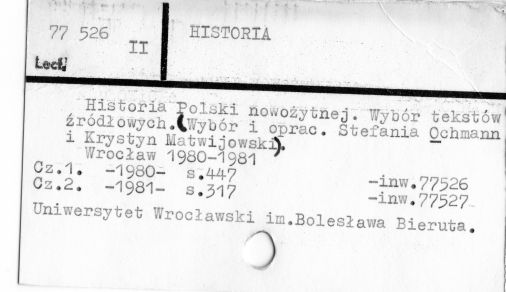 77 526
II
HISTORIA
Lect.
Historia Polski nowożytnej. Wybór tekstów
źródłowych.(Wybór i oprac. Stefania Ochmann
i Krystyn Matwijowski).
Wrocław 1980-1981
Cz.1. -1980- s.447 -inw.77526
Cz.2. -1981- s.317 -inw.77527
Uniwersytet Wrocławski im.Bolesława Bieruta.